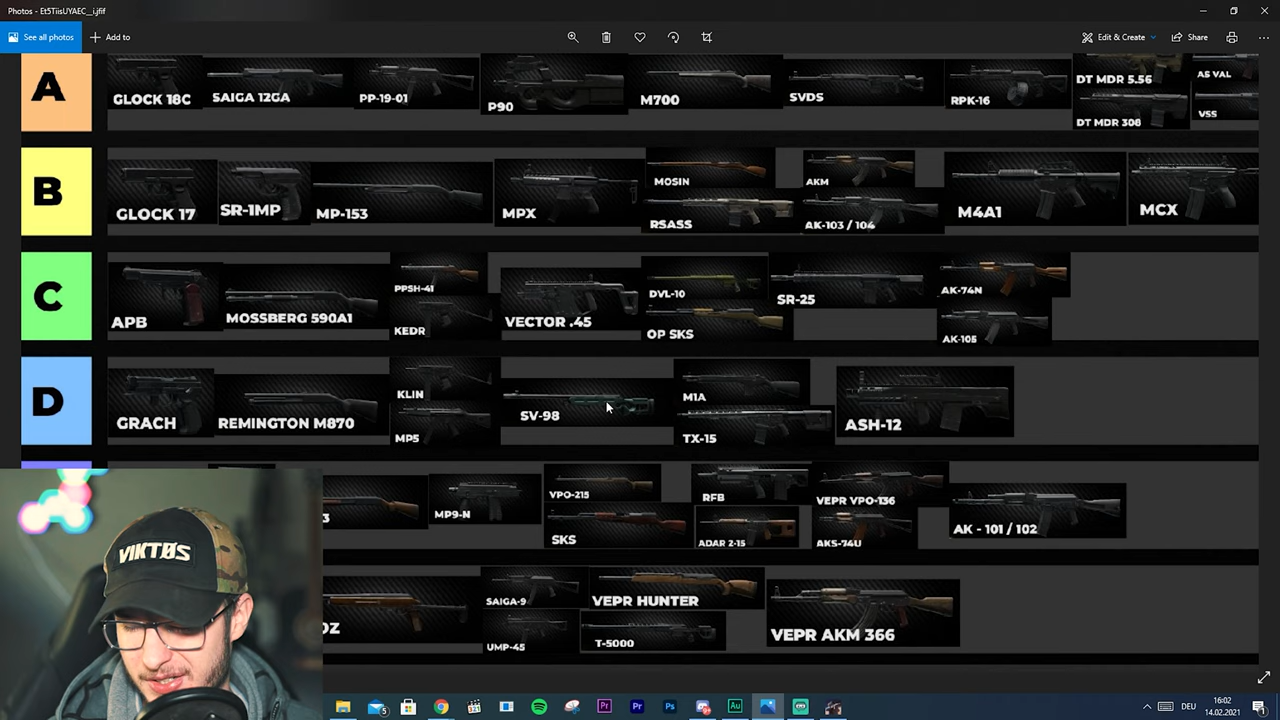 Photos - Et5TiisUYAEC__i.jfif
See all photos
Add to
Edit & Create
Share
A
GLOCK 18C
SAIGA 12GA
PP-19-01
P90
M700
SVDS
RPK-16
DT MDR 5.56
DT MDR 308
AS VAL
VSS
B
GLOCK 17
SR-1MP
MP-153
MPX
MOSIN
RSASS
AKM
AK-103 / 104
M4A1
MCX
C
APB
MOSSBERG 590A1
PPSH-41
KEDR
VECTOR .45
DVL-10
OP SKS
SR-25
AK-74N
AK-105
D
GRACH
REMINGTON M870
KLIN
MP5
SV-98
M1A
TX-15
ASH-12
3
MP9-N
VPO-215
SKS
RFB
ADAR 2-15
VEPR VPO-136
AKS-74U
AK - 101 / 102
OZ
SAIGA-9
UMP-45
VEPR HUNTER
T-5000
VEPR AKM 366
VIKTØS
5
DEU
16:02
14.02.2021